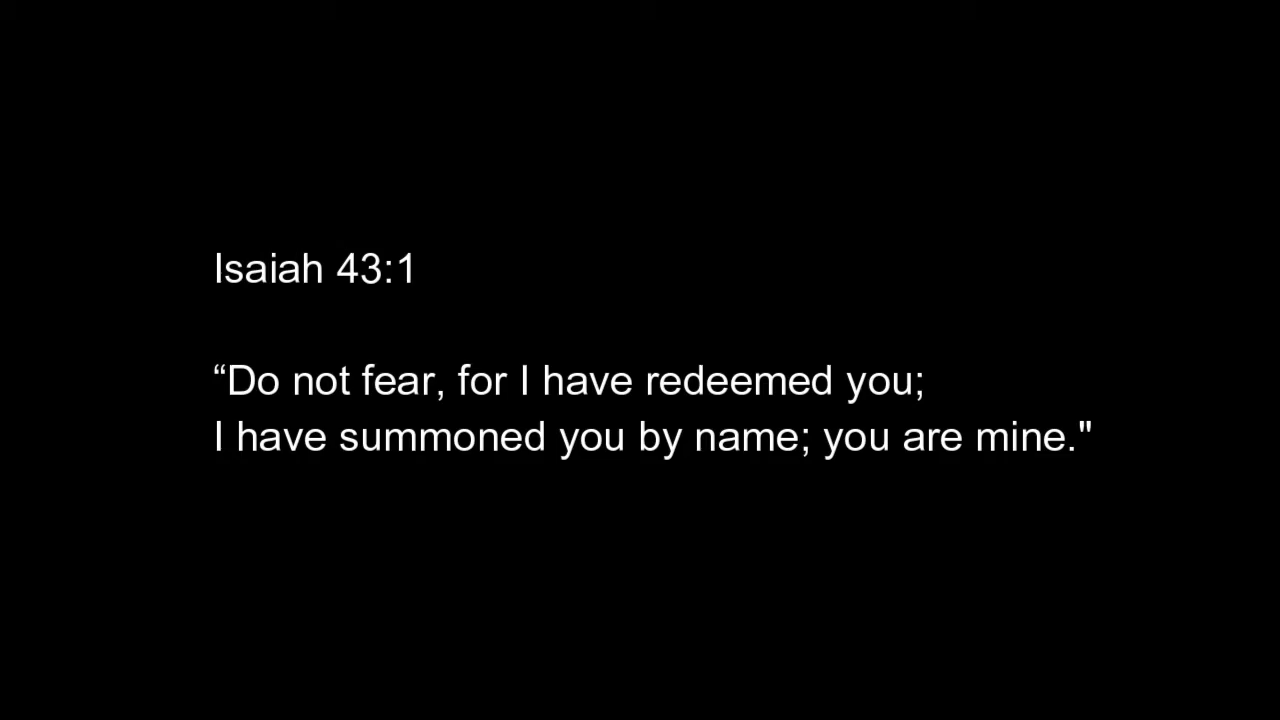 Isaiah 43:1
“Do not fear, for I have redeemed you;
I have summoned you by name; you are mine."